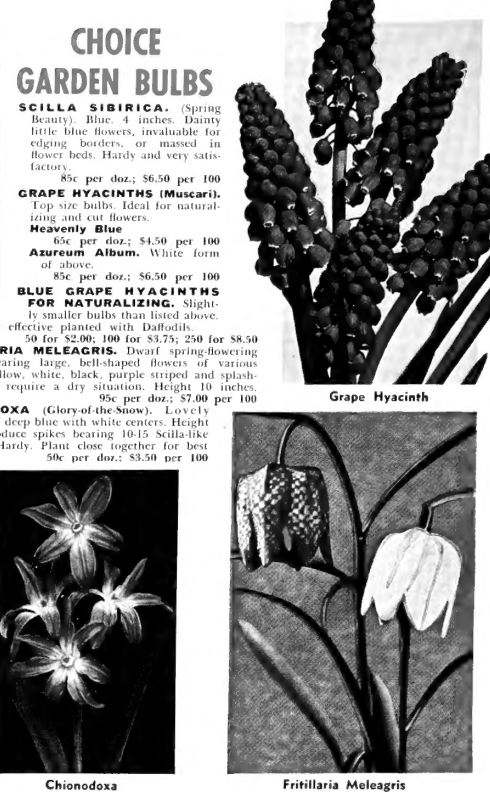 CHOICE
GARDEN BULBS
SCILLA SIBIRICA. (Spring
Beauty). Blue. 4 inches. Dainty
little blue flowers, invaluable for
edging borders, or massed in
flower beds. Hardy and very satis-
factory.
85c per doz.; $6.50 per 100
GRAPE HYACINTHS (Muscari).
Top size bulbs. Ideal for natural-
izing and cut flowers.
Heavenly Blue
65c per doz.; $4.50 per 100
Azureum Album. White form
of above.
85c per doz.; $6.50 per 100
BLUE GRAPE HYACINTHS
FOR NATURALIZING. Slight-
ly smaller bulbs than listed above.
effective planted with Daffodils.
50 for $2.00; 100 for $3.75; 250 for $8.50
RIA MELEAGRIS. Dwarf spring-flowering
aring large, bell-shaped flowers of various
llow, white, black, purple striped and splash-
require a dry situation. Height 10 inches.
95c per doz.; $7.00 per 100
OXA (Glory-of-the-Snow). Lovely
deep blue with white centers. Height
duce spikes bearing 10-15 Scilla-like
Hardy. Plant close together for best
50c per doz.; $3.50 per 100
Grape Hyacinth
Chionodoxa
Fritillaria Meleagris